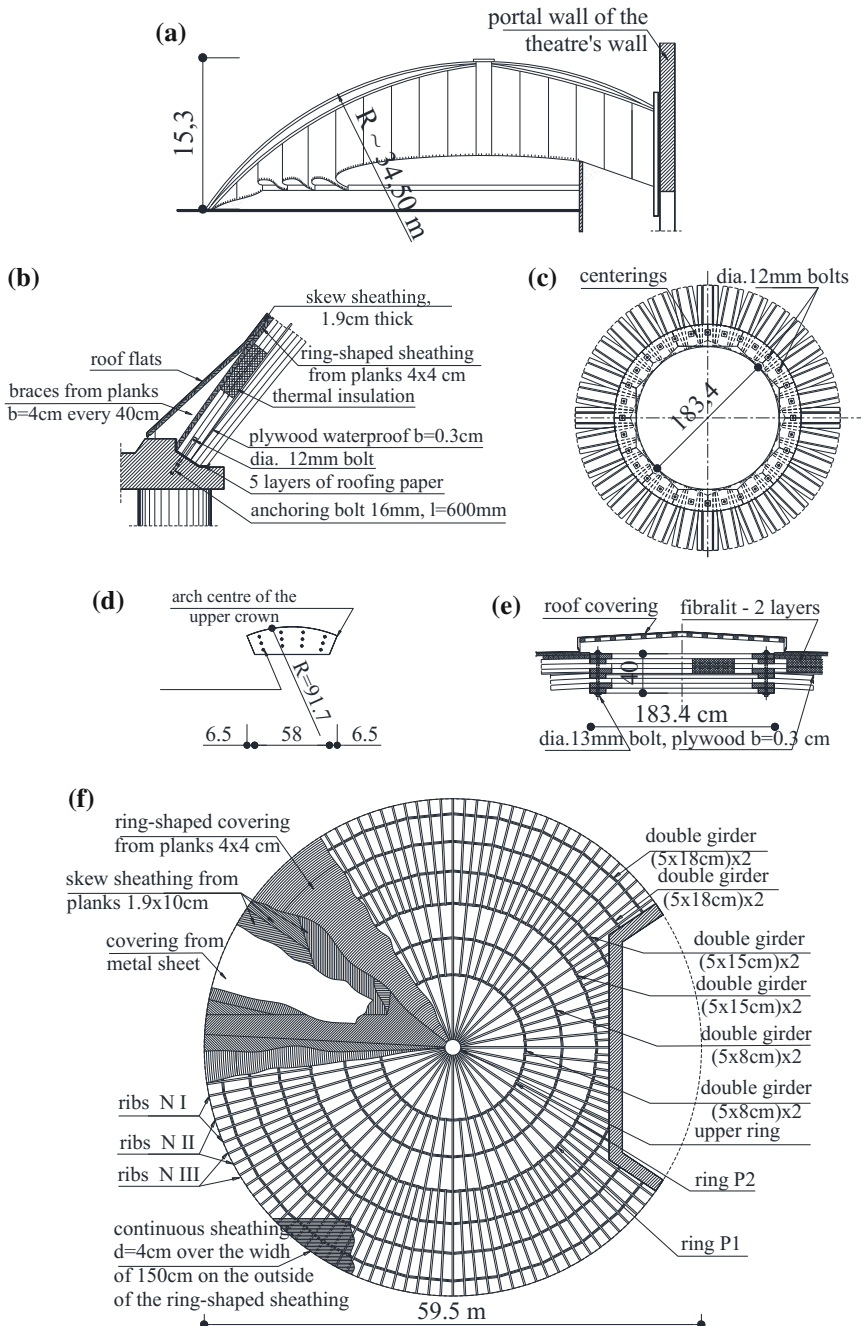 (a)
portal wall of the
theatre's wall
15,3
R ~ 34,50 m
(b)
skew sheathing,
1.9cm thick
roof flats
ring-shaped sheathing
from planks 4x4 cm
braces from planks
b=4cm every 40cm
thermal insulation
plywood waterproof b=0.3cm
dia. 12mm bolt
5 layers of roofing paper
anchoring bolt 16mm, l=600mm
(c)
centerings
dia.12mm bolts
183,4
(d)
arch centre of the
upper crown
R=91.7
6.5 58 6.5
(e)
roof covering
fibralit - 2 layers
40
183.4 cm
dia.13mm bolt, plywood b=0.3 cm
(f)
ring-shaped covering
from planks 4x4 cm
skew sheathing from
planks 1.9x10cm
covering from
metal sheet
ribs N I
ribs N II
ribs N III
continuous sheathing
d=4cm over the widh
of 150cm on the outside
of the ring-shaped sheathing
double girder
(5x18cm)x2
double girder
(5x18cm)x2
double girder
(5x15cm)x2
double girder
(5x15cm)x2
double girder
(5x8cm)x2
double girder
(5x8cm)x2
upper ring
ring P2
ring P1
59.5 m